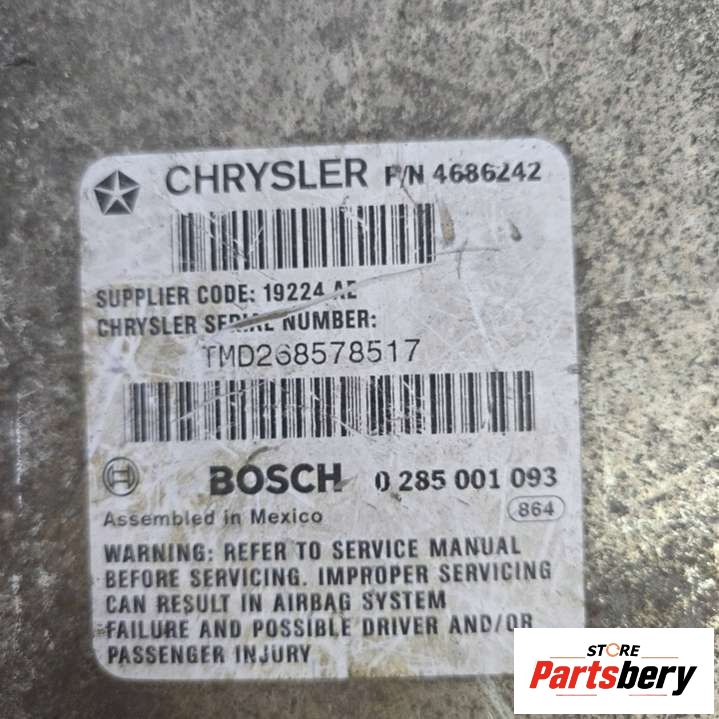 CHRYSLER P/N 4686242
SUPPLIER CODE: 19224 AE
CHRYSLER SERIAL NUMBER:
TMD268578517
BOSCH 0 285 001 093
Assembled in Mexico 864
WARNING: REFER TO SERVICE MANUAL
BEFORE SERVICING. IMPROPER SERVICING
CAN RESULT IN AIRBAG SYSTEM
FAILURE AND POSSIBLE DRIVER AND/OR
PASSENGER INJURY
STORE
Partsbery